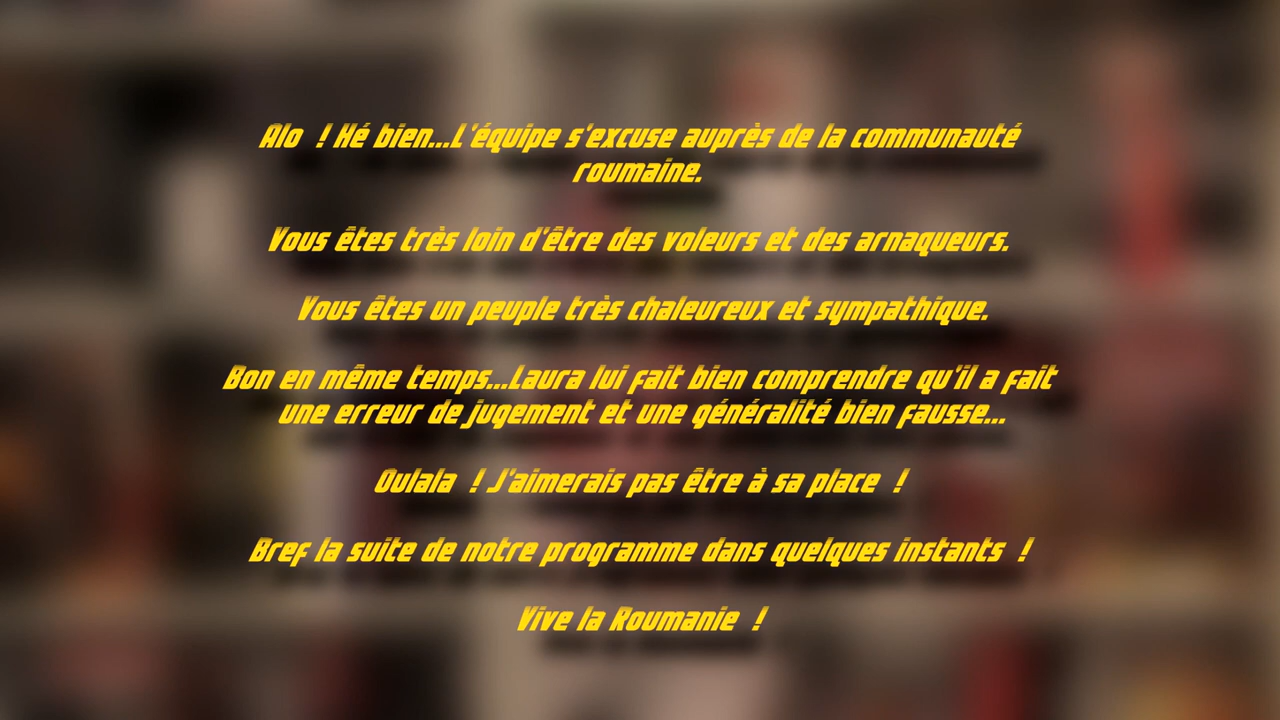 Alo ! Hé bien...L'équipe s'excuse auprès de la communauté
roumaine.
Vous êtes très loin d'être des voleurs et des arnaqueurs.
Vous êtes un peuple très chaleureux et sympathique.
Bon en même temps...Laura lui fait bien comprendre qu'il a fait
une erreur de jugement et une généralité bien fausse...
Oulala ! J'aimerais pas être à sa place !
Bref la suite de notre programme dans quelques instants !
Vive la Roumanie !